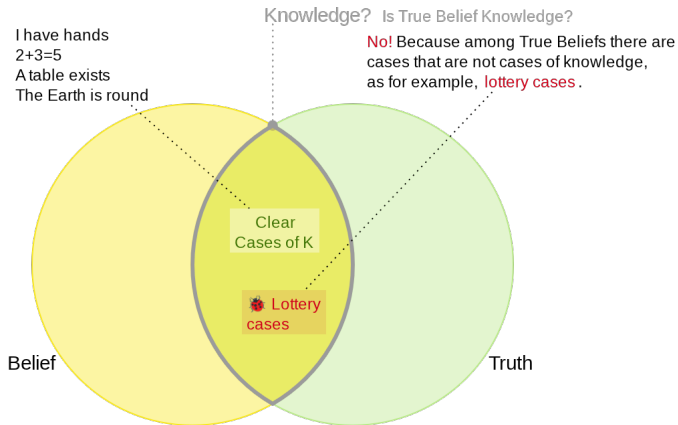 Knowledge? Is True Belief Knowledge?
I have hands
2+3=5
A table exists
The Earth is round
No! Because among True Beliefs there are
cases that are not cases of knowledge,
as for example, lottery cases .
Clear
Cases of K
Lottery
cases
Belief
Truth